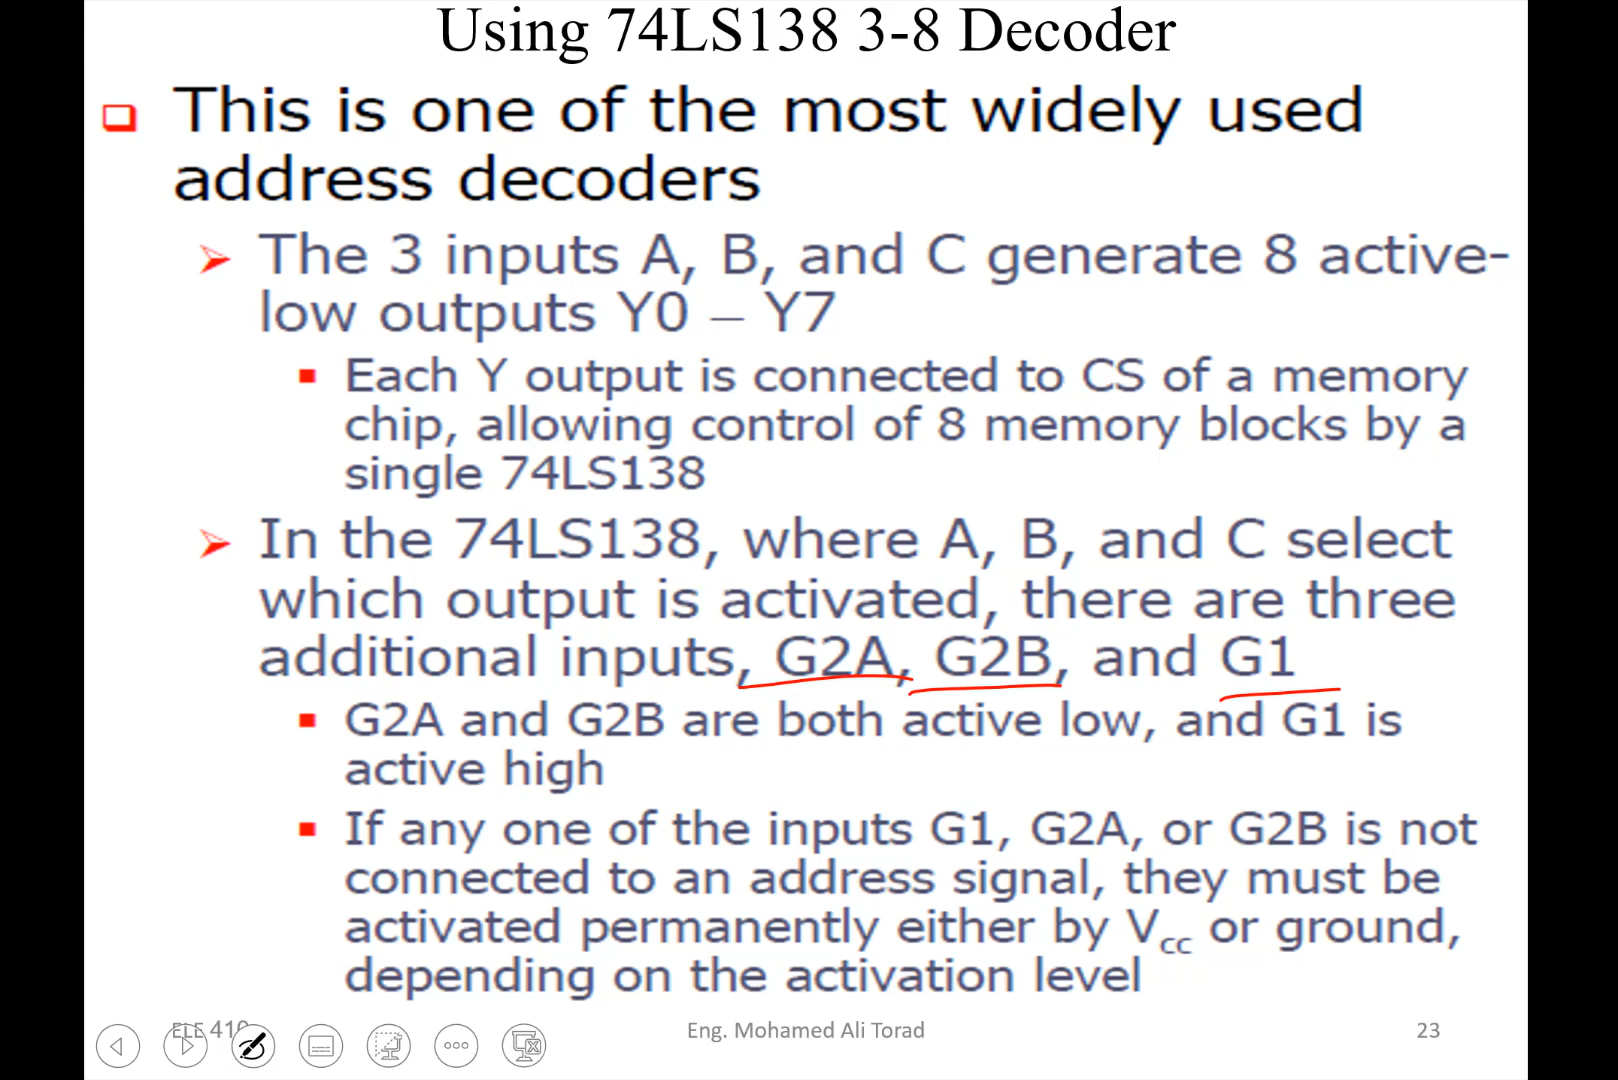 Using 74LS138 3-8 Decoder
This is one of the most widely used
address decoders
The 3 inputs A, B, and C generate 8 active-
low outputs Y0 – Y7
Each Y output is connected to CS of a memory
chip, allowing control of 8 memory blocks by a
single 74LS138
In the 74LS138, where A, B, and C select
which output is activated, there are three
additional inputs, G2A, G2B, and G1
G2A and G2B are both active low, and G1 is
active high
If any one of the inputs G1, G2A, or G2B is not
connected to an address signal, they must be
activated permanently either by Vcc or ground,
depending on the activation level
ELE
Eng. Mohamed Ali Torad
23